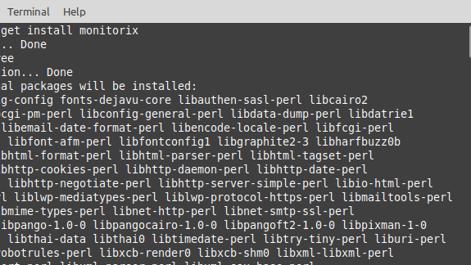 Terminal Help
get install monitorix
.. Done
ree
ion... Done
al packages will be installed:
g-config fonts-dejavu-core libauthen-sasl-perl libcairo2
cgi-pm-perl libconfig-general-perl libdata-dump-perl libdatrie1
libemail-date-format-perl libencode-locale-perl libfcgi-perl
libfont-afm-perl libfontconfig1 libgraphite2-3 libharfbuzz0b
bhtml-format-perl libhtml-parser-perl libhtml-tagset-perl
bhttp-cookies-perl libhttp-daemon-perl libhttp-date-perl
libhttp-negotiate-perl libhttp-server-simple-perl libio-html-perl
l liblwp-mediatypes-perl liblwp-protocol-https-perl libmailtools-perl
bmime-types-perl libnet-http-perl libnet-smtp-ssl-perl
ibpango-1.0-0 libpangocairo-1.0-0 libpangoft2-1.0-0 libpixman-1-0
libthai-data libthai0 libtimedate-perl libtry-tiny-perl liburi-perl
robotrules-perl libxcb-render0 libxcb-shm0 libxml-libxml-perl